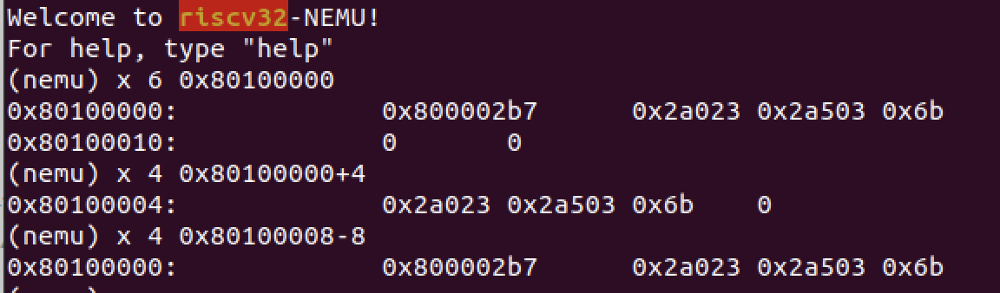 Welcome to riscv32-NEMU!
For help, type "help"
(nemu) x 6 0x80100000
0x80100000: 0x800002b7 0x2a023 0x2a503 0x6b
0x80100010: 0 0
(nemu) x 4 0x80100000+4
0x80100004: 0x2a023 0x2a503 0x6b 0
(nemu) x 4 0x80100008-8
0x80100000: 0x800002b7 0x2a023 0x2a503 0x6b